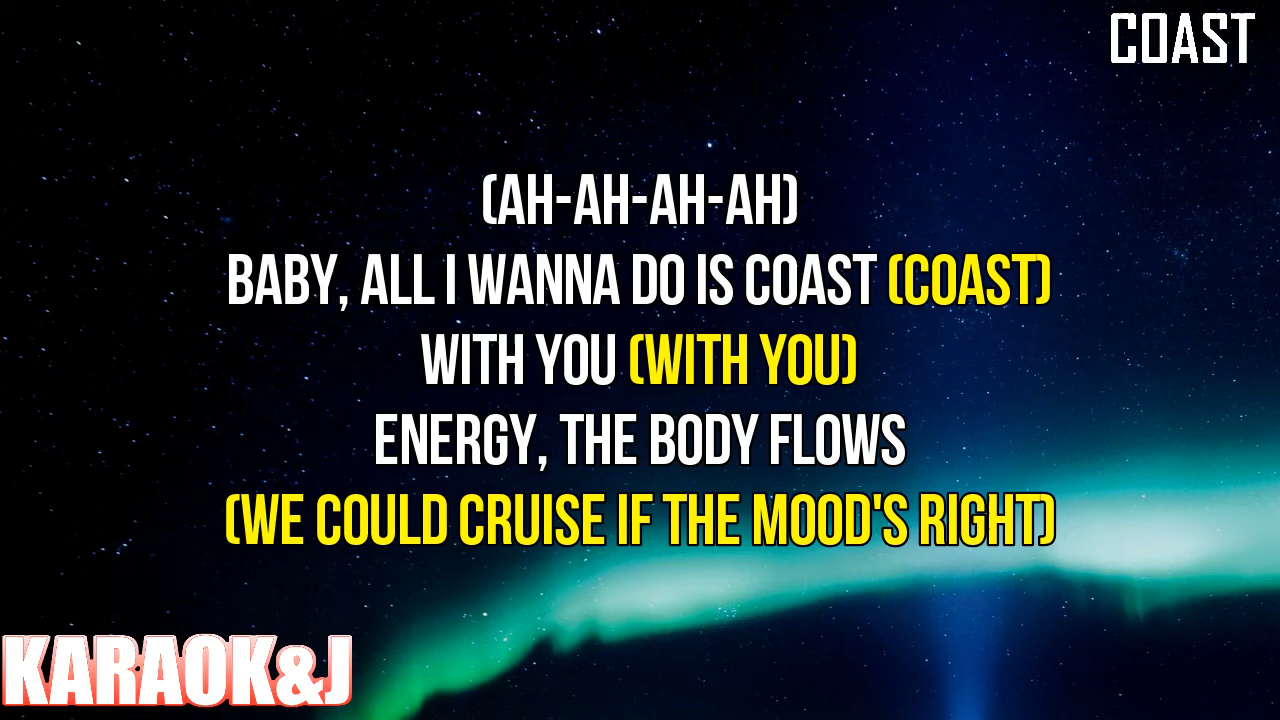 COAST
(AH-AH-AH-AH)
BABY, ALL I WANNA DO IS COAST (COAST)
WITH YOU (WITH YOU)
ENERGY, THE BODY FLOWS
(WE COULD CRUISE IF THE MOOD'S RIGHT)
KARAOK&J